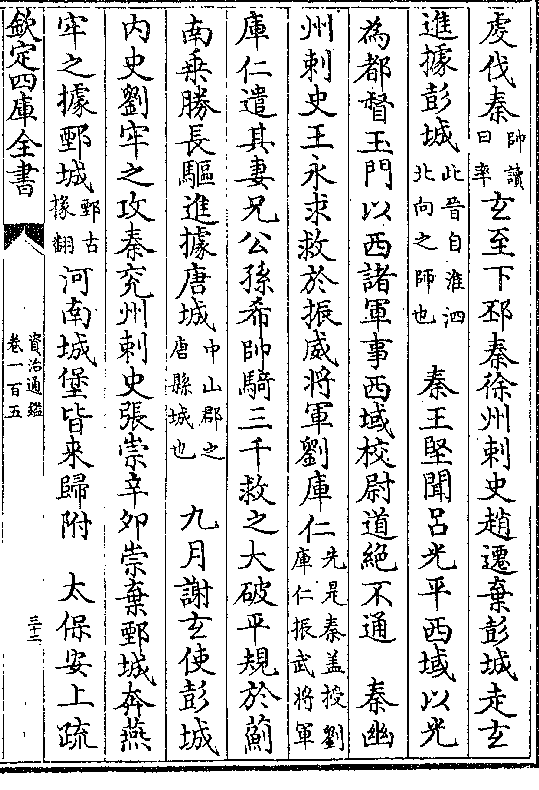 虔伐秦帥讀曰率玄至下邳秦徐州刺史趙遷棄彭城走玄
進據彭城此晉自淮泗北向之師也　秦王堅聞呂光平西域以光
為都督玉門以西諸軍事西域校尉道絶不通　秦幽
州刺史王永求救於振威將軍劉庫仁先是秦蓋授劉庫仁振武將軍
庫仁遣其妻兄公孫希帥騎三千救之大破平規於薊
南乗勝長驅進據唐城中山郡之唐縣城也　九月謝玄使彭城
内史劉牢之攻秦兖州刺史張崇辛卯崇棄鄄城奔燕
牢之據鄄城鄄古掾翻河南城堡皆來歸附　太保安上疏
欽定四庫全書
資治通鑑
卷一百五